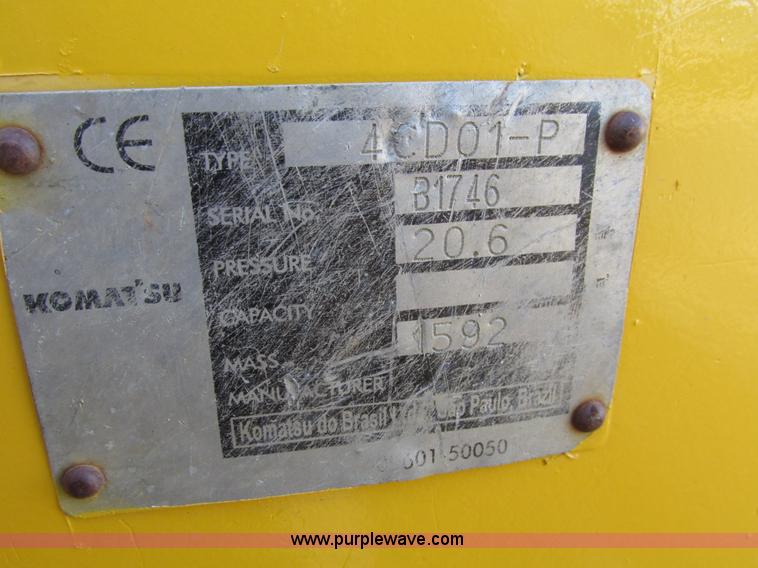 CE
TYPE 4CD01-P
SERIAL No. B1746
PRESSURE 20.6
KOMATSU
CAPACITY
MASS 1592
MANUFACTURER
Komatsu do Brasil São Paulo, Brazil
601-50050
www.purplewave.com